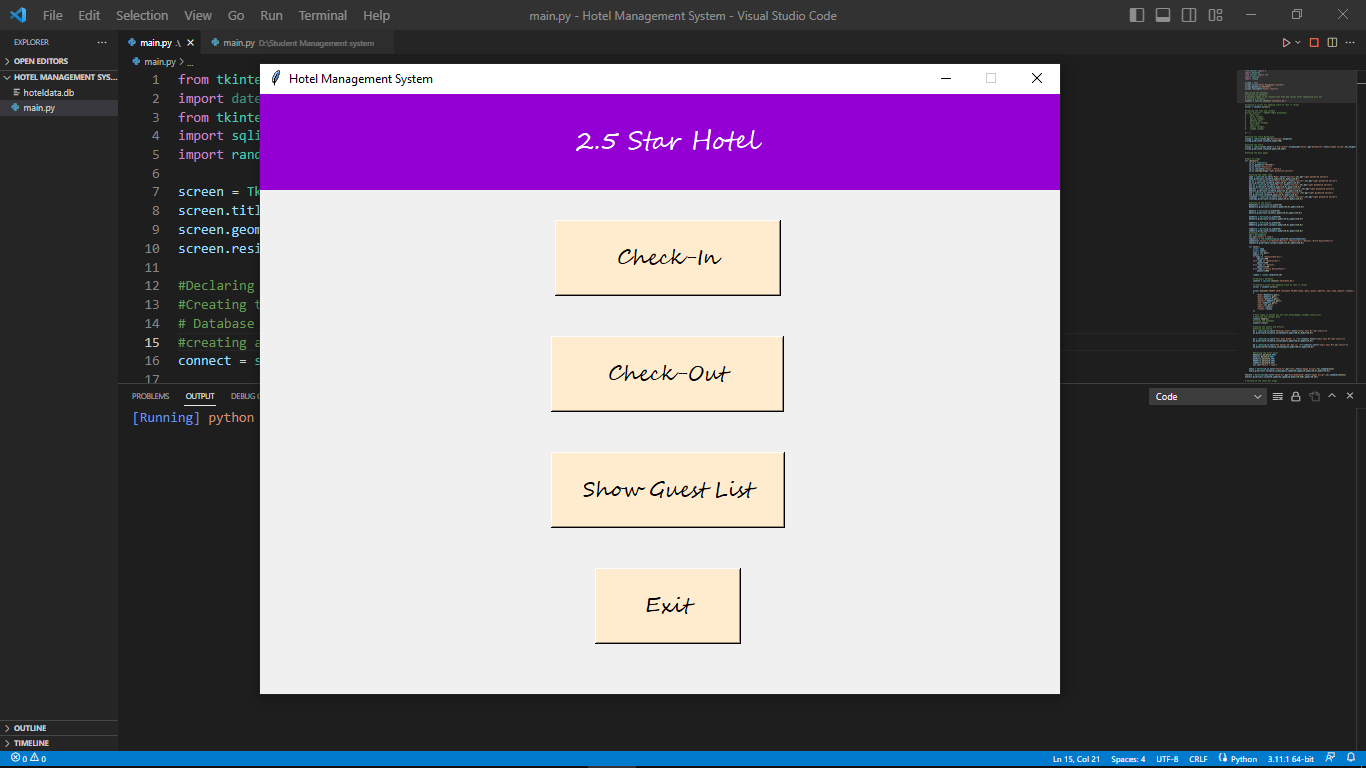 File Edit Selection View Go Run Terminal Help main.py - Hotel Management System - Visual Studio Code
EXPLORER ...
OPEN EDITORS
HOTEL MANAGEMENT SYS...
hoteldata.db
main.py
main.py .\ main.py D:\Student Management system
main.py > ...
1 from tkinte
2 import date
3 from tkinte
4 import sqli
5 import rand
6
7 screen = Tk
8 screen.titl
9 screen.geom
10 screen.resi
11
12 #Declaring
13 #Creating t
14 # Database
15 #creating a
16 connect = s
17
Hotel Management System
2.5 Star Hotel
Check-In
Check-Out
Show Guest List
Exit
PROBLEMS OUTPUT DEBUG C
Code
[Running] python
OUTLINE
TIMELINE
0 0 Ln 15, Col 21 Spaces: 4 UTF-8 CRLF Python 3.11.1 64-bit